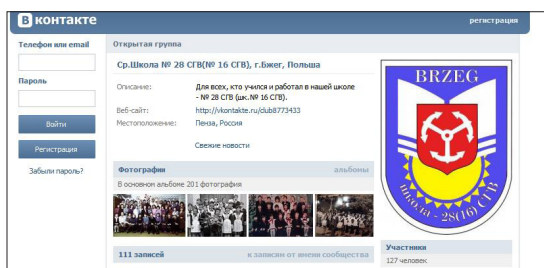 В контакте
регистрация
Телефон или email
Пароль
Войти
Регистрация
Забыли пароль?
Открытая группа
Ср.Школа № 28 СГВ(№ 16 СГВ), г.Бжег, Польша
Описание: Для всех, кто учился и работал в нашей школе
- № 28 СГВ (шк.№ 16 СГВ).
Веб-сайт: http://vkontakte.ru/club8773433
Местоположение: Пенза, Россия
Свежие новости
Фотографии альбомы
В основном альбоме 201 фотография
111 записей к записям от имени сообщества
BRZEG
школа - 28(16) СГВ
Участники
127 человек